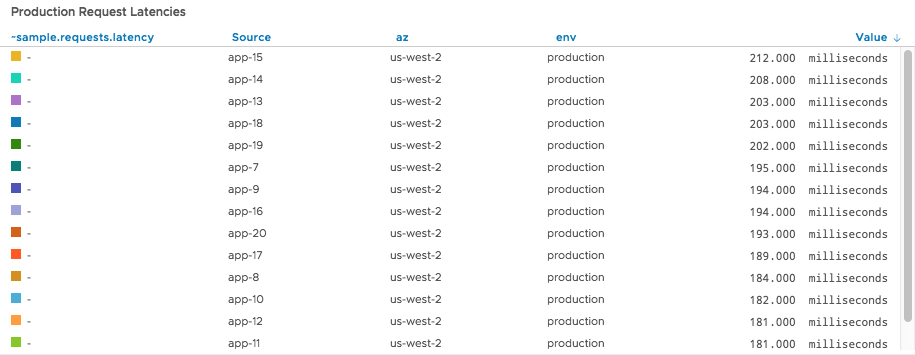 Production Request Latencies
~sample.requests.latency Source az env Value ↓
- app-15 us-west-2 production 212.000 milliseconds
- app-14 us-west-2 production 208.000 milliseconds
- app-13 us-west-2 production 203.000 milliseconds
- app-18 us-west-2 production 203.000 milliseconds
- app-19 us-west-2 production 202.000 milliseconds
- app-7 us-west-2 production 195.000 milliseconds
- app-9 us-west-2 production 194.000 milliseconds
- app-16 us-west-2 production 194.000 milliseconds
- app-20 us-west-2 production 193.000 milliseconds
- app-17 us-west-2 production 189.000 milliseconds
- app-8 us-west-2 production 184.000 milliseconds
- app-10 us-west-2 production 182.000 milliseconds
- app-12 us-west-2 production 181.000 milliseconds
- app-11 us-west-2 production 181.000 milliseconds